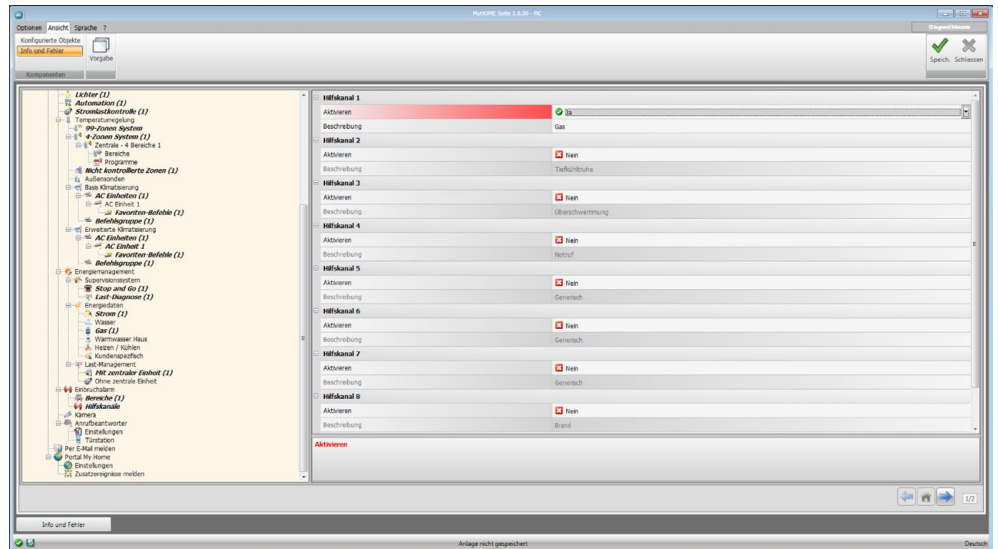 MyHOME Suite 1.0.36 - RC
Optionen Ansicht Sprache ?
Konfigurierte Objekte
Info und Fehler
Vorgabe
Komponenten
Speich. Schliessen
Lichter (1)
Automation (1)
Stromlastkontrolle (1)
Temperaturregelung
99-Zonen System
4-Zonen System (1)
Zentrale - 4 Bereiche 1
Bereiche
Programme
Nicht kontrollierte Zonen (1)
Außensonden
Basis Klimatisierung
AC Einheiten (1)
AC Einheit 1
Favoriten-Befehle (1)
Befehlsgruppe (1)
Erweiterte Klimatisierung
AC Einheiten (1)
AC Einheit 1
Favoriten-Befehle (1)
Befehlsgruppe (1)
Energiemanagement
Supervisionssystem
Stop and Go (1)
Last-Diagnose (1)
Energiedaten
Strom (1)
Wasser
Gas (1)
Warmwasser Haus
Heizen / Kühlen
Kundenspezifisch
Last-Management
Mit zentraler Einheit (1)
Ohne zentrale Einheit
Einbruchalarm
Bereiche (1)
Hilfskanäle
Kamera
Anrufbeantworter
Einstellungen
Türstation
Per E-Mail melden
Portal My Home
Einstellungen
Zusatzereignisse melden
Hilfskanal 1
Aktivieren Ja
Beschreibung Gas
Hilfskanal 2
Aktivieren Nein
Beschreibung Tiefkühltruhe
Hilfskanal 3
Aktivieren Nein
Beschreibung Überschwemmung
Hilfskanal 4
Aktivieren Nein
Beschreibung Notruf
Hilfskanal 5
Aktivieren Nein
Beschreibung Generisch
Hilfskanal 6
Aktivieren Nein
Beschreibung Generisch
Hilfskanal 7
Aktivieren Nein
Beschreibung Generisch
Hilfskanal 8
Aktivieren Nein
Beschreibung Brand
Aktivieren
1/2
Info und Fehler
Anlage nicht gespeichert
Deutsch